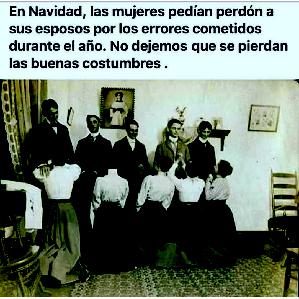 En Navidad, las mujeres pedían perdón a
sus esposos por los errores cometidos
durante el año. No dejemos que se pierdan
las buenas costumbres .